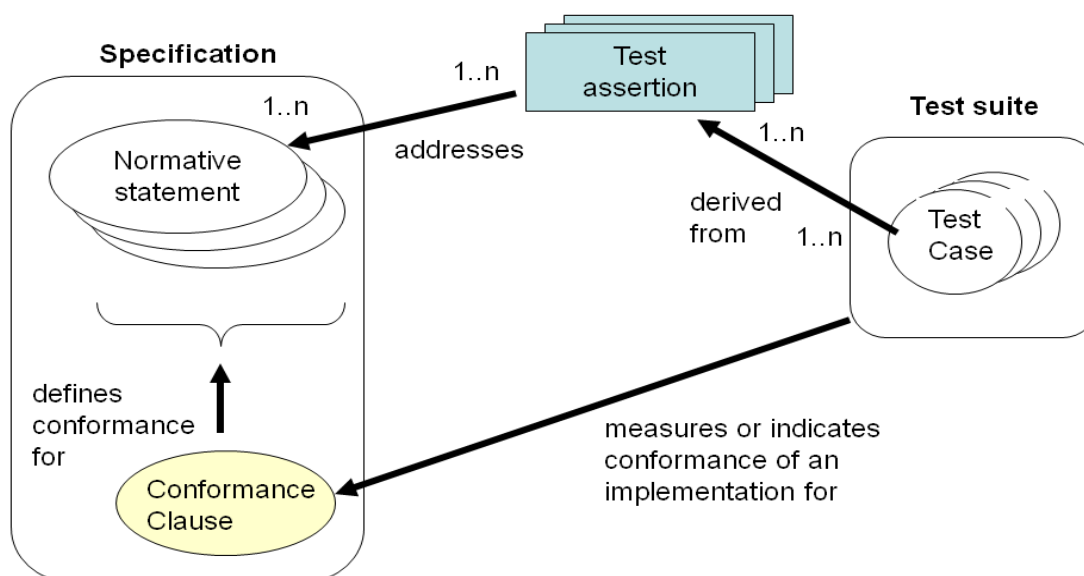 Specification
1..n
Normative
statement
defines
conformance
for
Conformance
Clause
Test
assertion
1..n
addresses
1..n
derived
from
1..n
Test suite
Test
Case
measures or indicates
conformance of an
implementation for